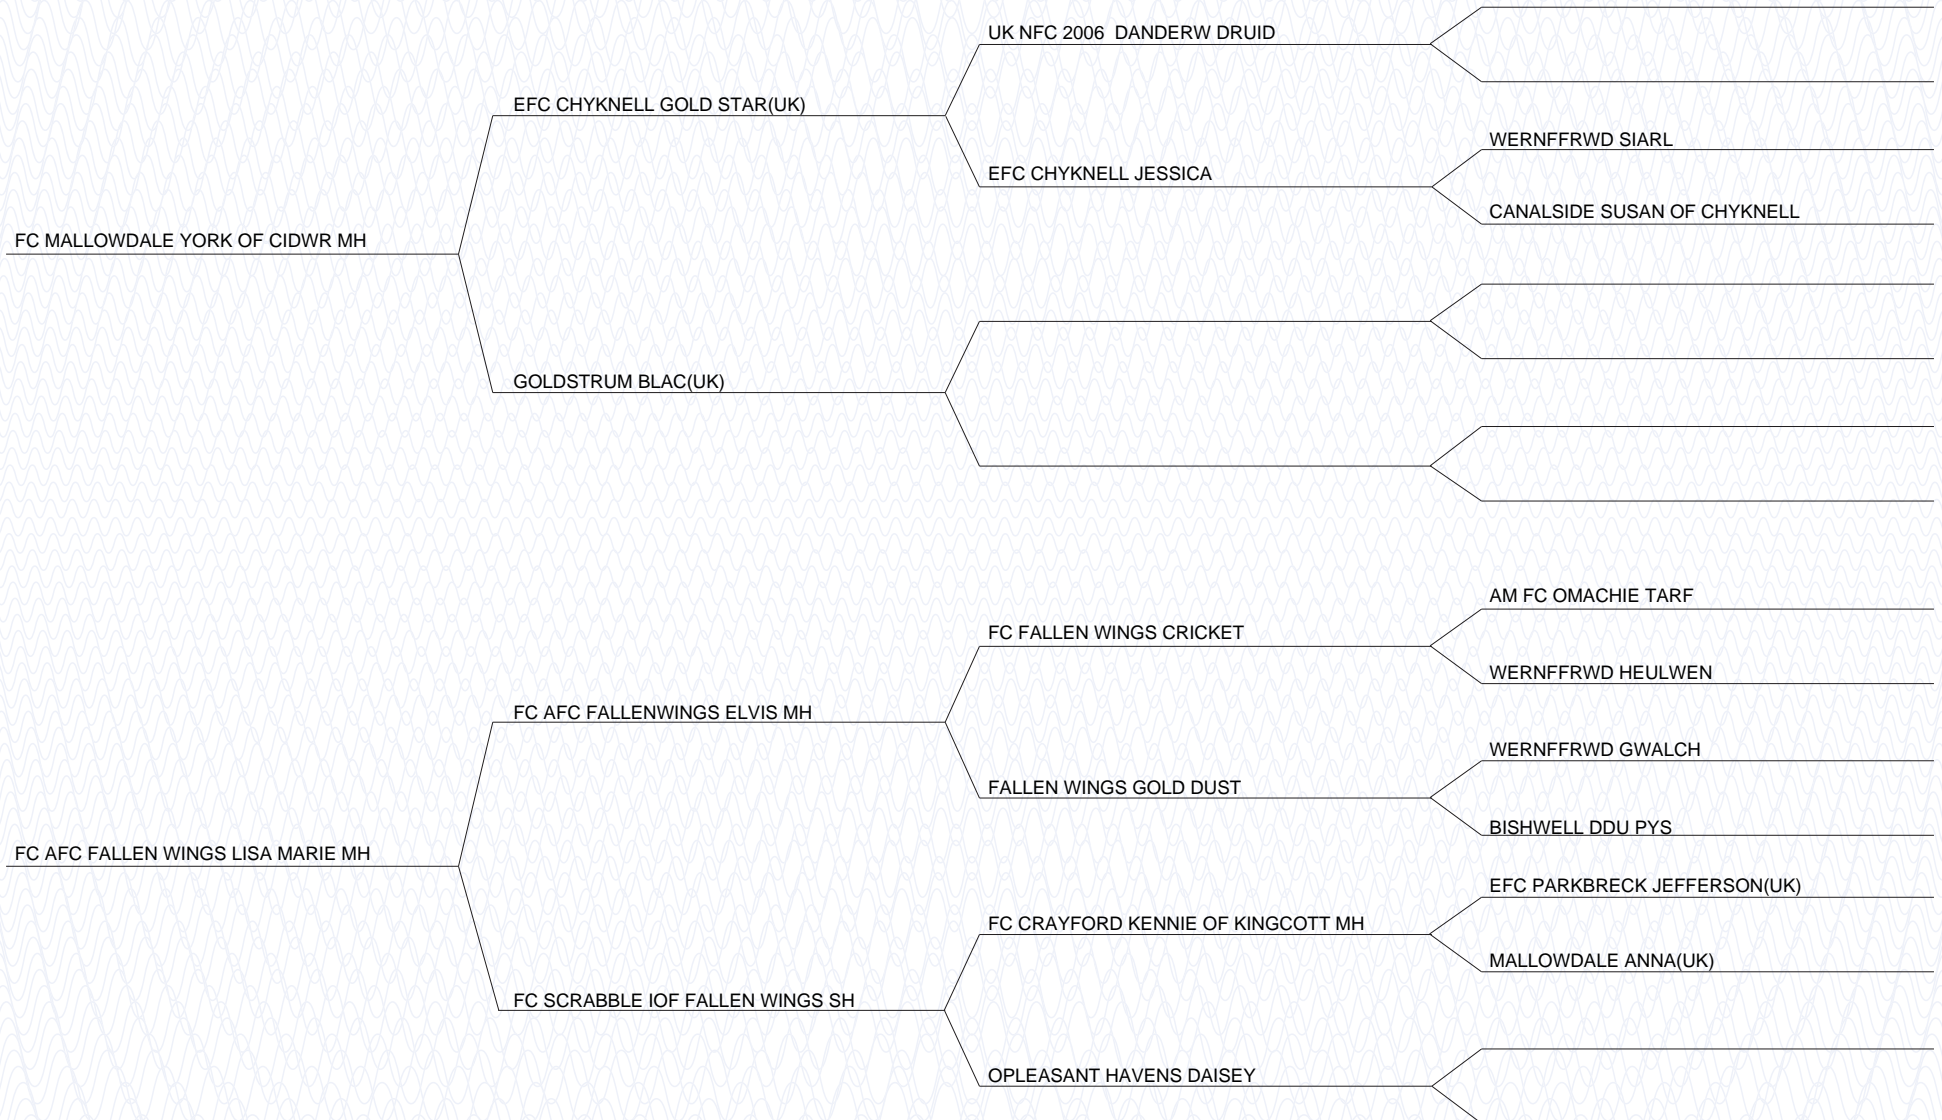 UK NFC 2006  DANDERW DRUID
EFC CHYKNELL GOLD STAR(UK)
WERNFFRWD SIARL
EFC CHYKNELL JESSICA
CANALSIDE SUSAN OF CHYKNELL
FC MALLOWDALE YORK OF CIDWR MH
GOLDSTRUM BLAC(UK)
AM FC OMACHIE TARF
FC FALLEN WINGS CRICKET
WERNFFRWD HEULWEN
FC AFC FALLENWINGS ELVIS MH
WERNFFRWD GWALCH
FALLEN WINGS GOLD DUST
BISHWELL DDU PYS
FC AFC FALLEN WINGS LISA MARIE MH
EFC PARKBRECK JEFFERSON(UK)
FC CRAYFORD KENNIE OF KINGCOTT MH
MALLOWDALE ANNA(UK)
FC SCRABBLE IOF FALLEN WINGS SH
OPLEASANT HAVENS DAISEY